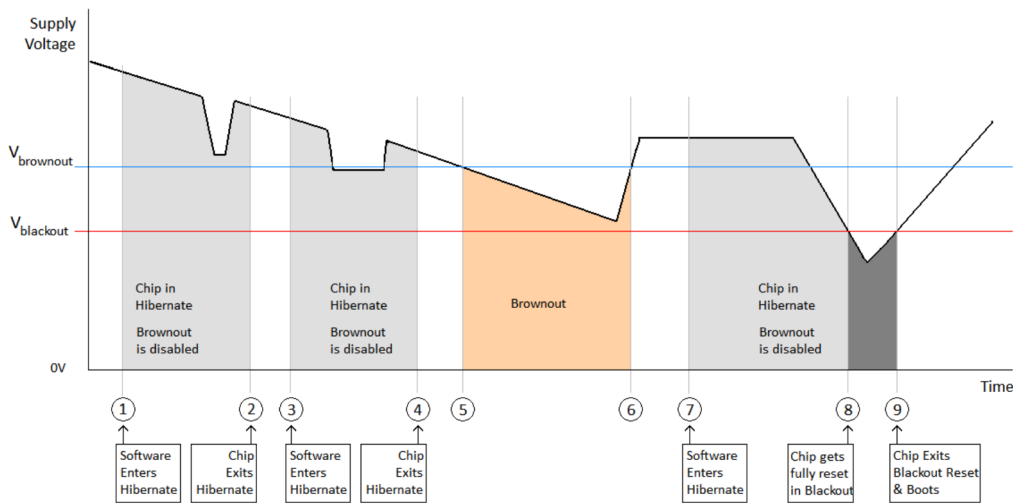 Supply
Voltage
Vbrownout
Vblackout
Chip in
Hibernate
Brownout
is disabled
Chip in
Hibernate
Brownout
is disabled
Brownout
Chip in
Hibernate
Brownout
is disabled
0V
Time
1
2
3
4
5
6
7
8
9
Software
Enters
Hibernate
Chip
Exits
Hibernate
Software
Enters
Hibernate
Chip
Exits
Hibernate
Software
Enters
Hibernate
Chip gets
fully reset
in Blackout
Chip Exits
Blackout Reset
& Boots